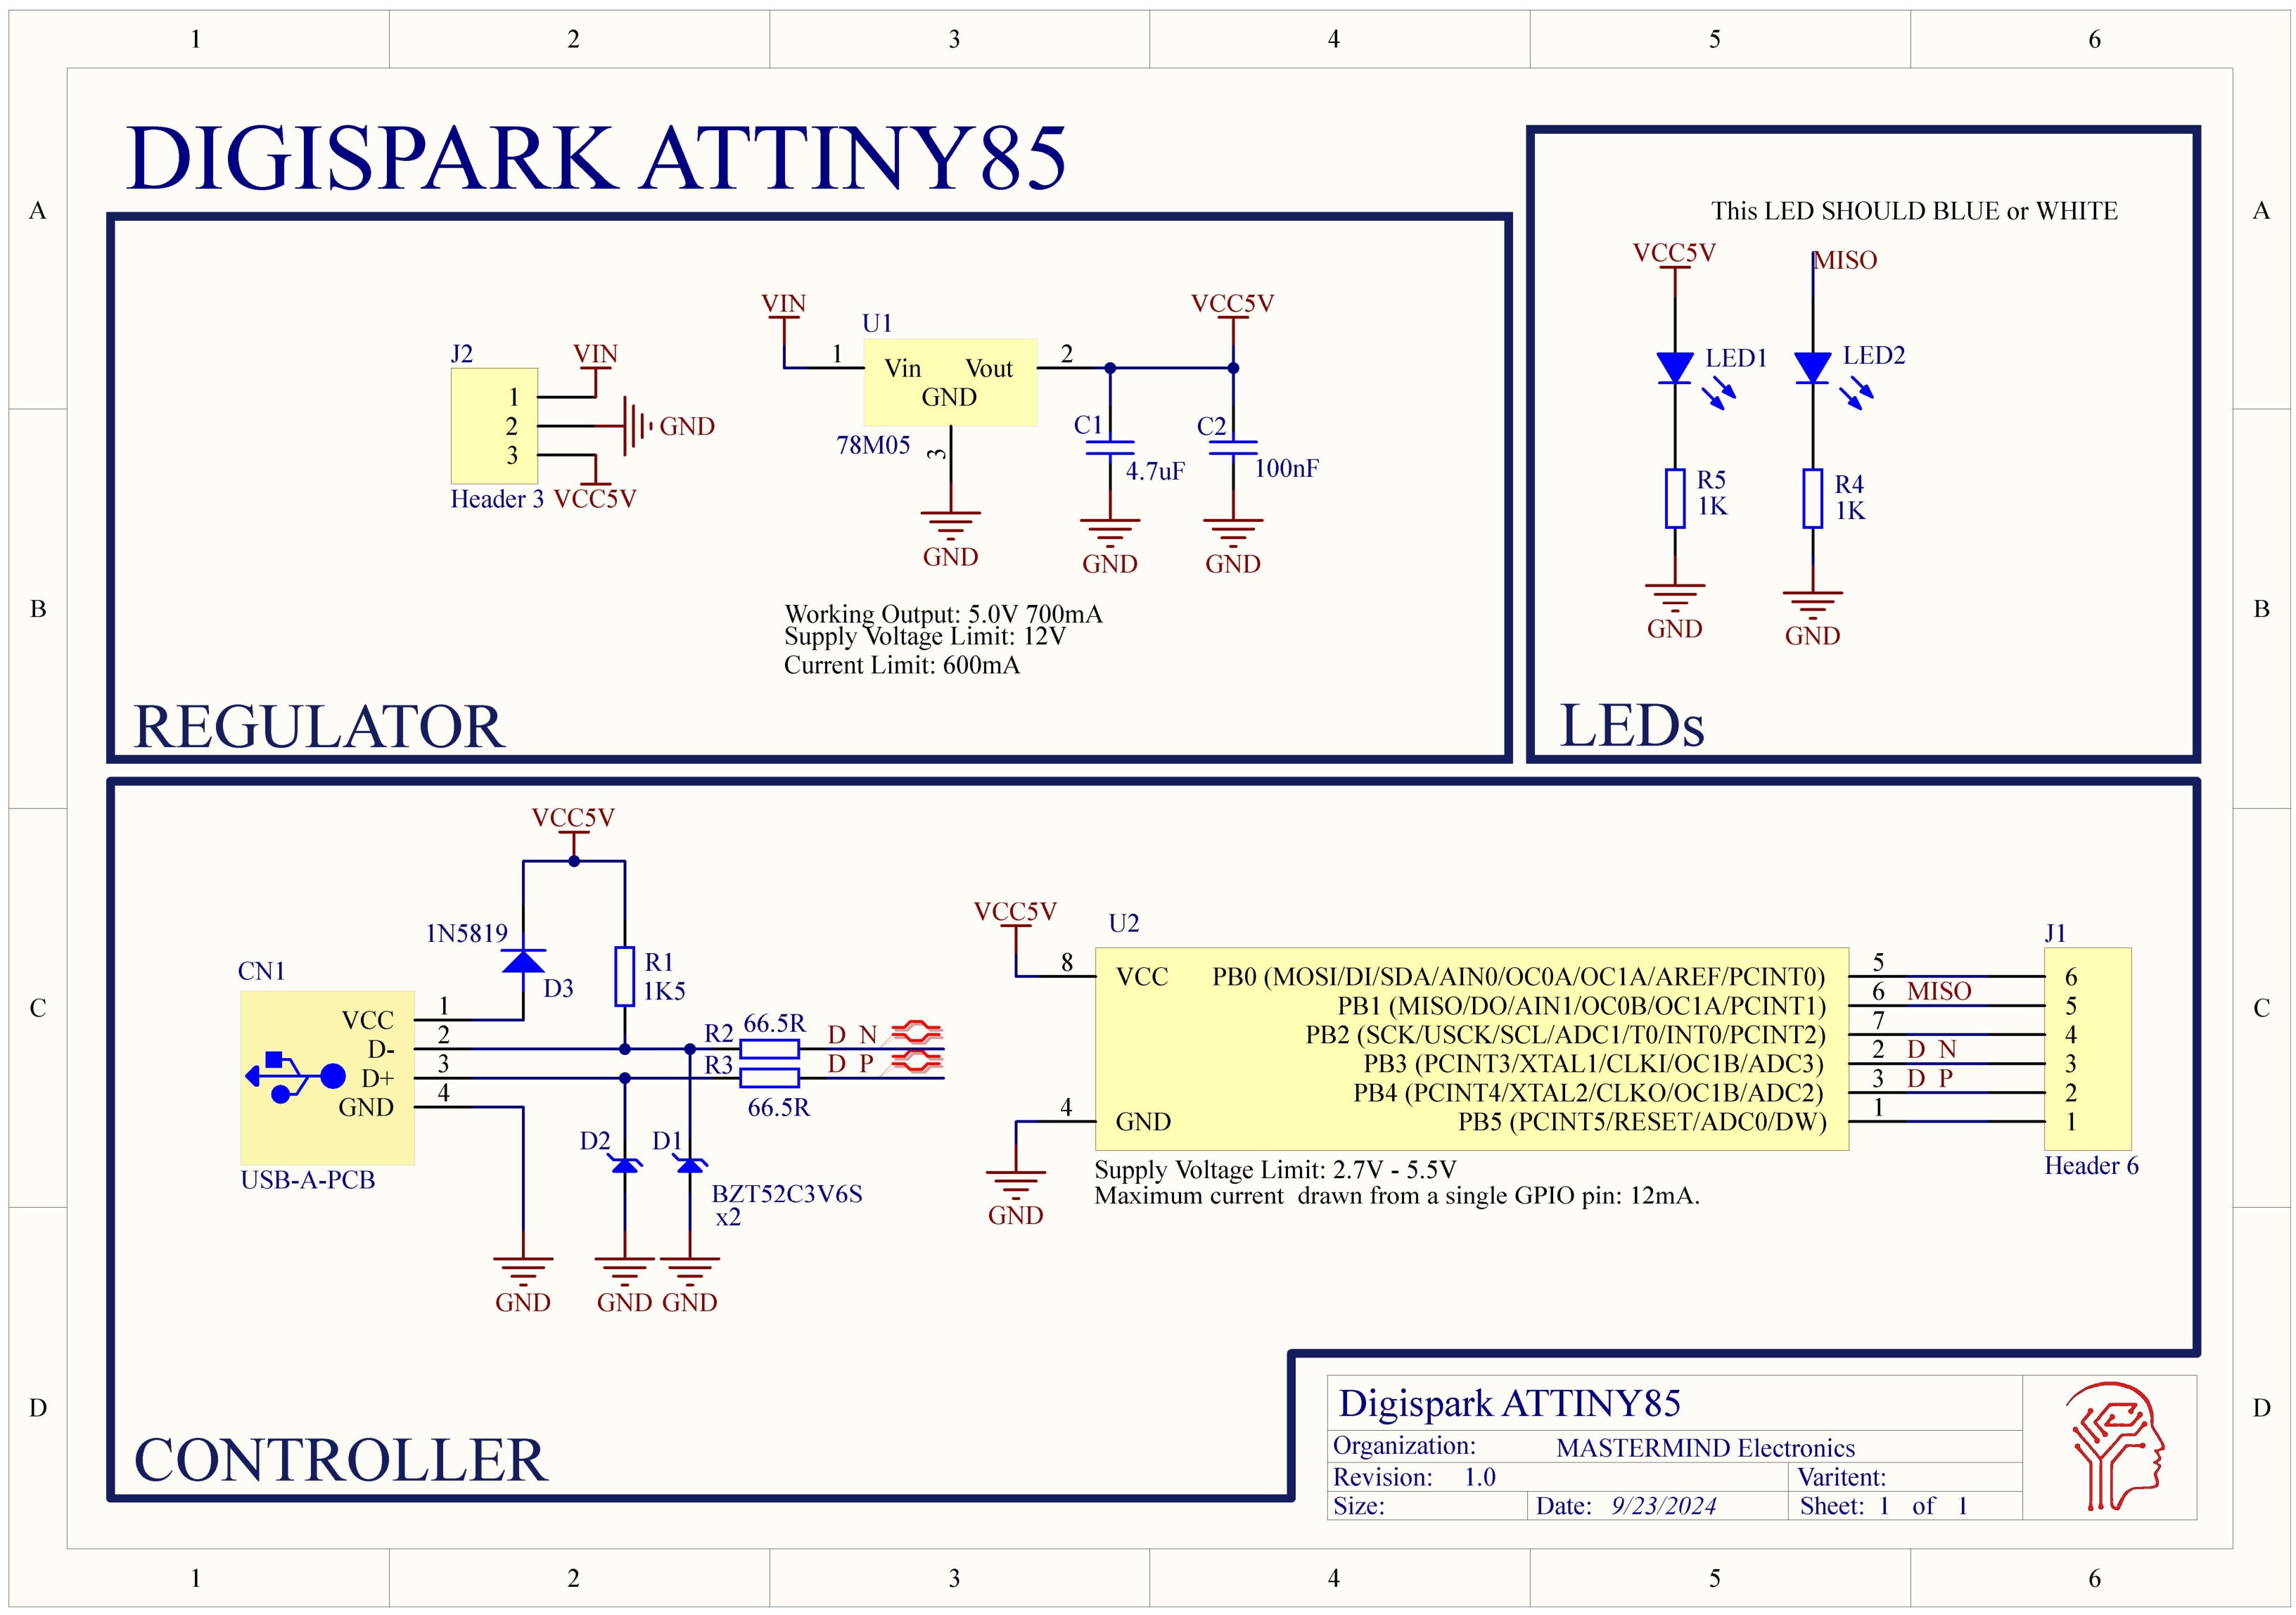 1 2 3 4 5 6
DIGISPARK ATTINY85
A
A
This LED SHOULD BLUE or WHITE
VCC5V
MISO
LED1
LED2
R5
1K
R4
1K
GND
GND
LEDs
VIN
VCC5V
U1
J2
VIN
1
2
Vin Vout
GND
1
2
3
GND
78M05
3
C1
4.7uF
C2
100nF
Header 3
VCC5V
GND
GND
GND
Working Output: 5.0V 700mA
Supply Voltage Limit: 12V
Current Limit: 600mA
REGULATOR
B
B
VCC5V
1N5819
D3
R1
1K5
CN1
VCC
D-
D+
GND
1
2
3
4
USB-A-PCB
R2 66.5R
R3
66.5R
D N
D P
D2
D1
BZT52C3V6S
x2
GND
GND
GND
VCC5V
U2
J1
8
VCC
4
GND
GND
PB0 (MOSI/DI/SDA/AIN0/OC0A/OC1A/AREF/PCINT0) 5 6
PB1 (MISO/DO/AIN1/OC0B/OC1A/PCINT1) 6 MISO 5
PB2 (SCK/USCK/SCL/ADC1/T0/INT0/PCINT2) 7 4
PB3 (PCINT3/XTAL1/CLKI/OC1B/ADC3) 2 D N 3
PB4 (PCINT4/XTAL2/CLKO/OC1B/ADC2) 3 D P 2
PB5 (PCINT5/RESET/ADC0/DW) 1 1
Header 6
Supply Voltage Limit: 2.7V - 5.5V
Maximum current drawn from a single GPIO pin: 12mA.
C
C
CONTROLLER
D
D
Digispark ATTINY85
Organization: MASTERMIND Electronics
Revision: 1.0 Varitent:
Size: Date: 9/23/2024 Sheet: 1 of 1
1 2 3 4 5 6